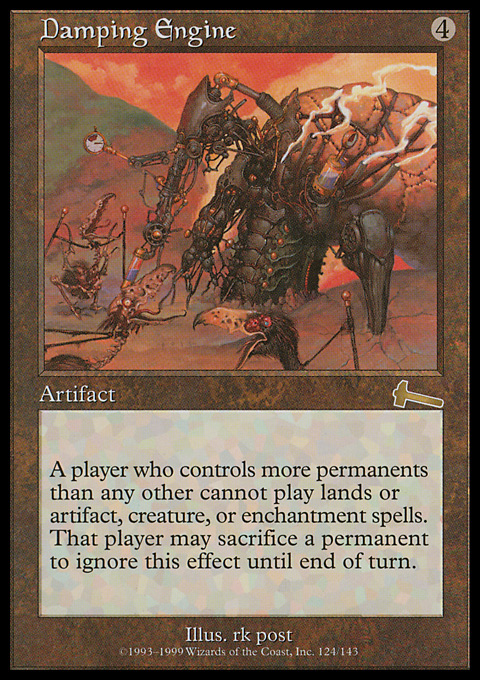 Damping Engine 4
Artifact
A player who controls more permanents
than any other cannot play lands or
artifact, creature, or enchantment spells.
That player may sacrifice a permanent
to ignore this effect until end of turn.
Illus. rk post
©1993–1999 Wizards of the Coast, Inc. 124/143